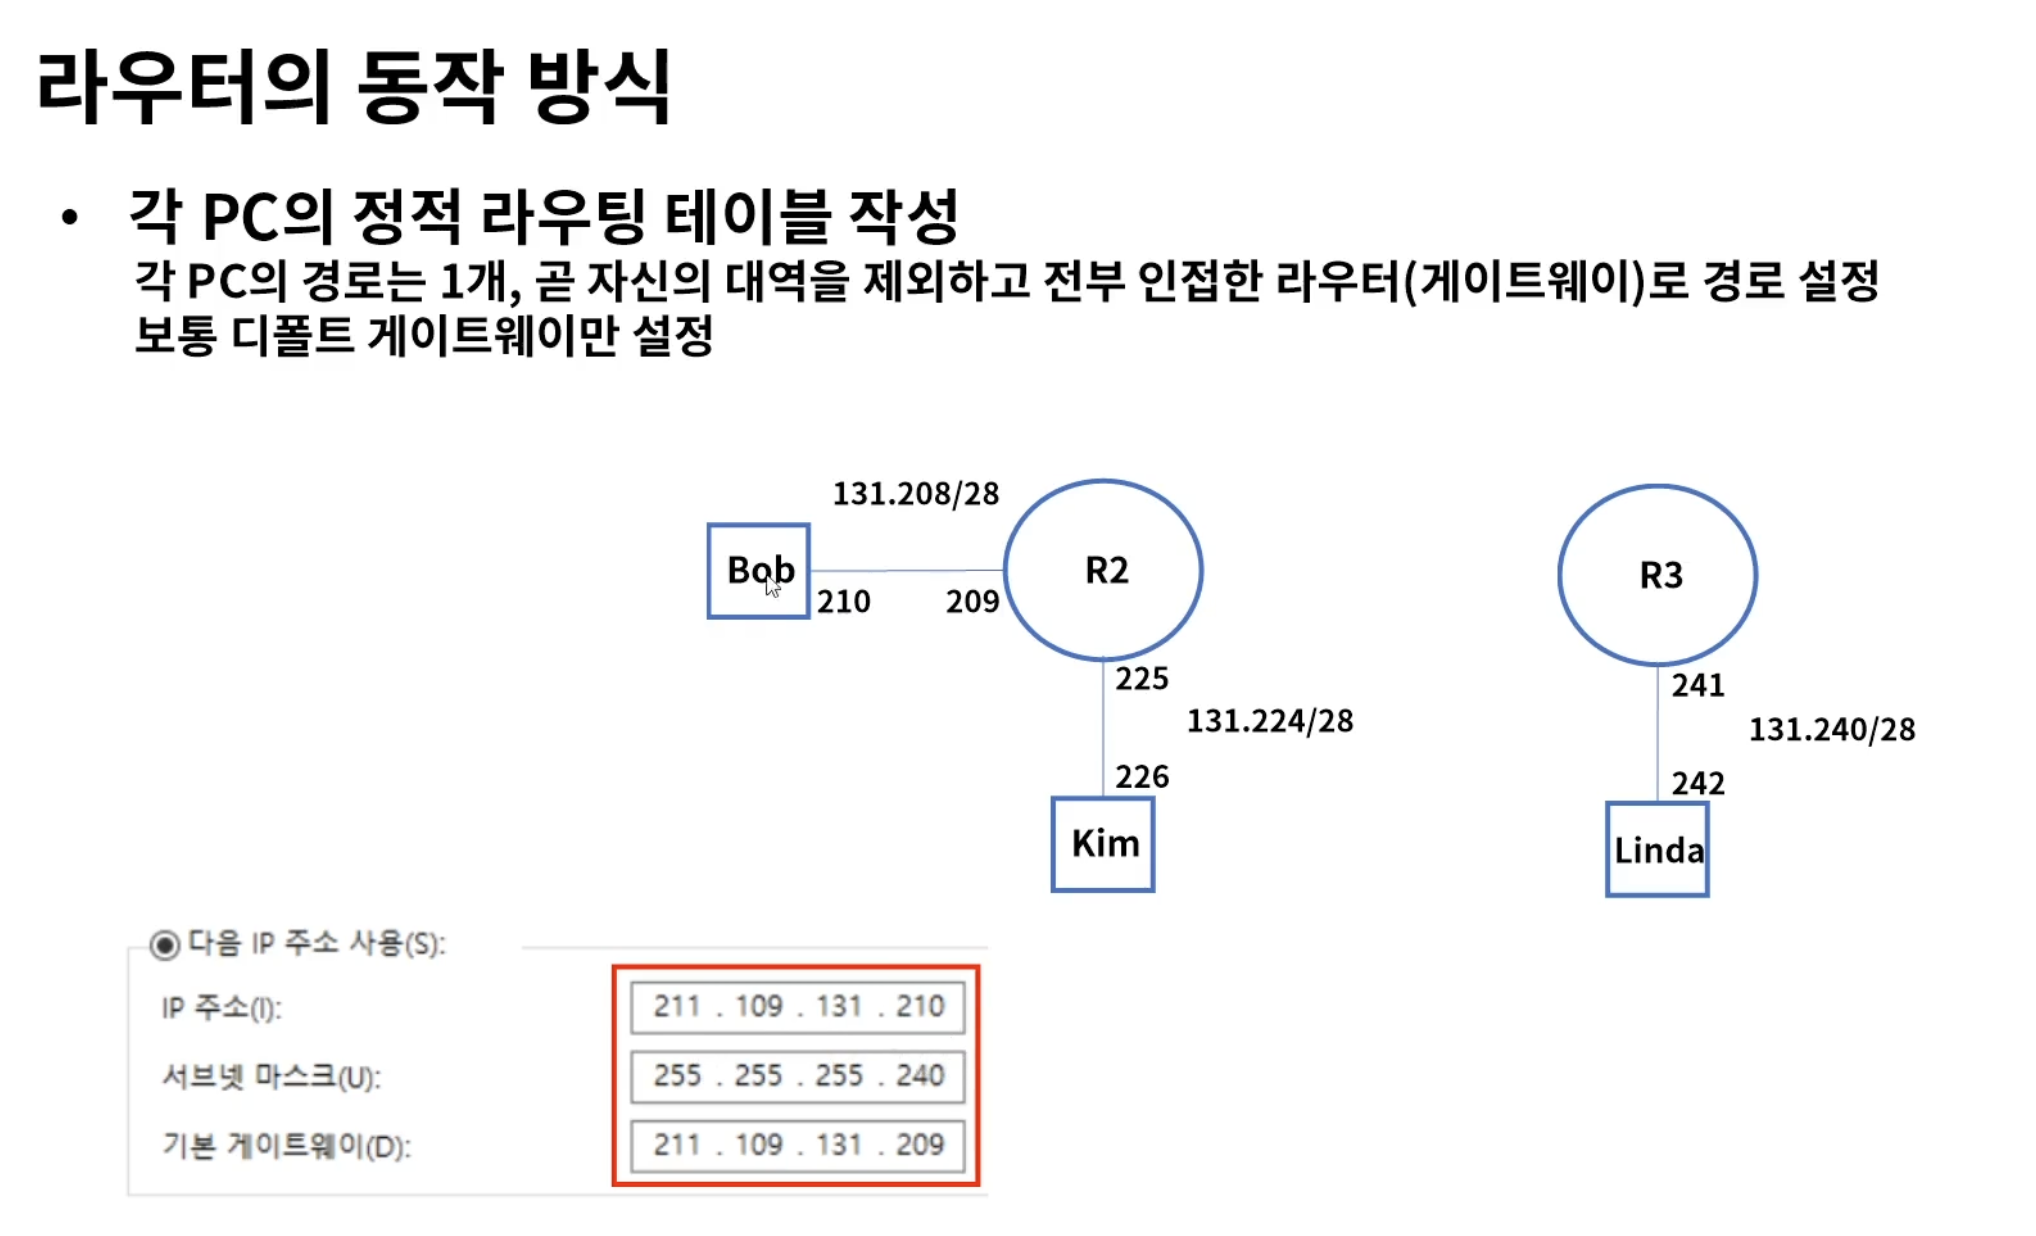 라우터의 동작 방식
• 각 PC의 정적 라우팅 테이블 작성
각 PC의 경로는 1개, 곧 자신의 대역을 제외하고 전부 인접한 라우터(게이트웨이)로 경로 설정
보통 디폴트 게이트웨이만 설정
131.208/28
Bob
210
209
R2
R3
225
131.224/28
226
Kim
241
131.240/28
242
Linda
다음 IP 주소 사용(S):
IP 주소(I): 211 . 109 . 131 . 210
서브넷 마스크(U): 255 . 255 . 255 . 240
기본 게이트웨이(D): 211 . 109 . 131 . 209